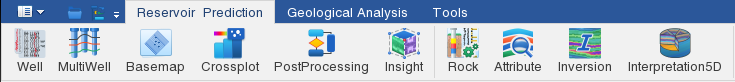 Reservoir Prediction Geological Analysis Tools
Well MultiWell Basemap Crossplot PostProcessing Insight Rock Attribute Inversion Interpretation5D